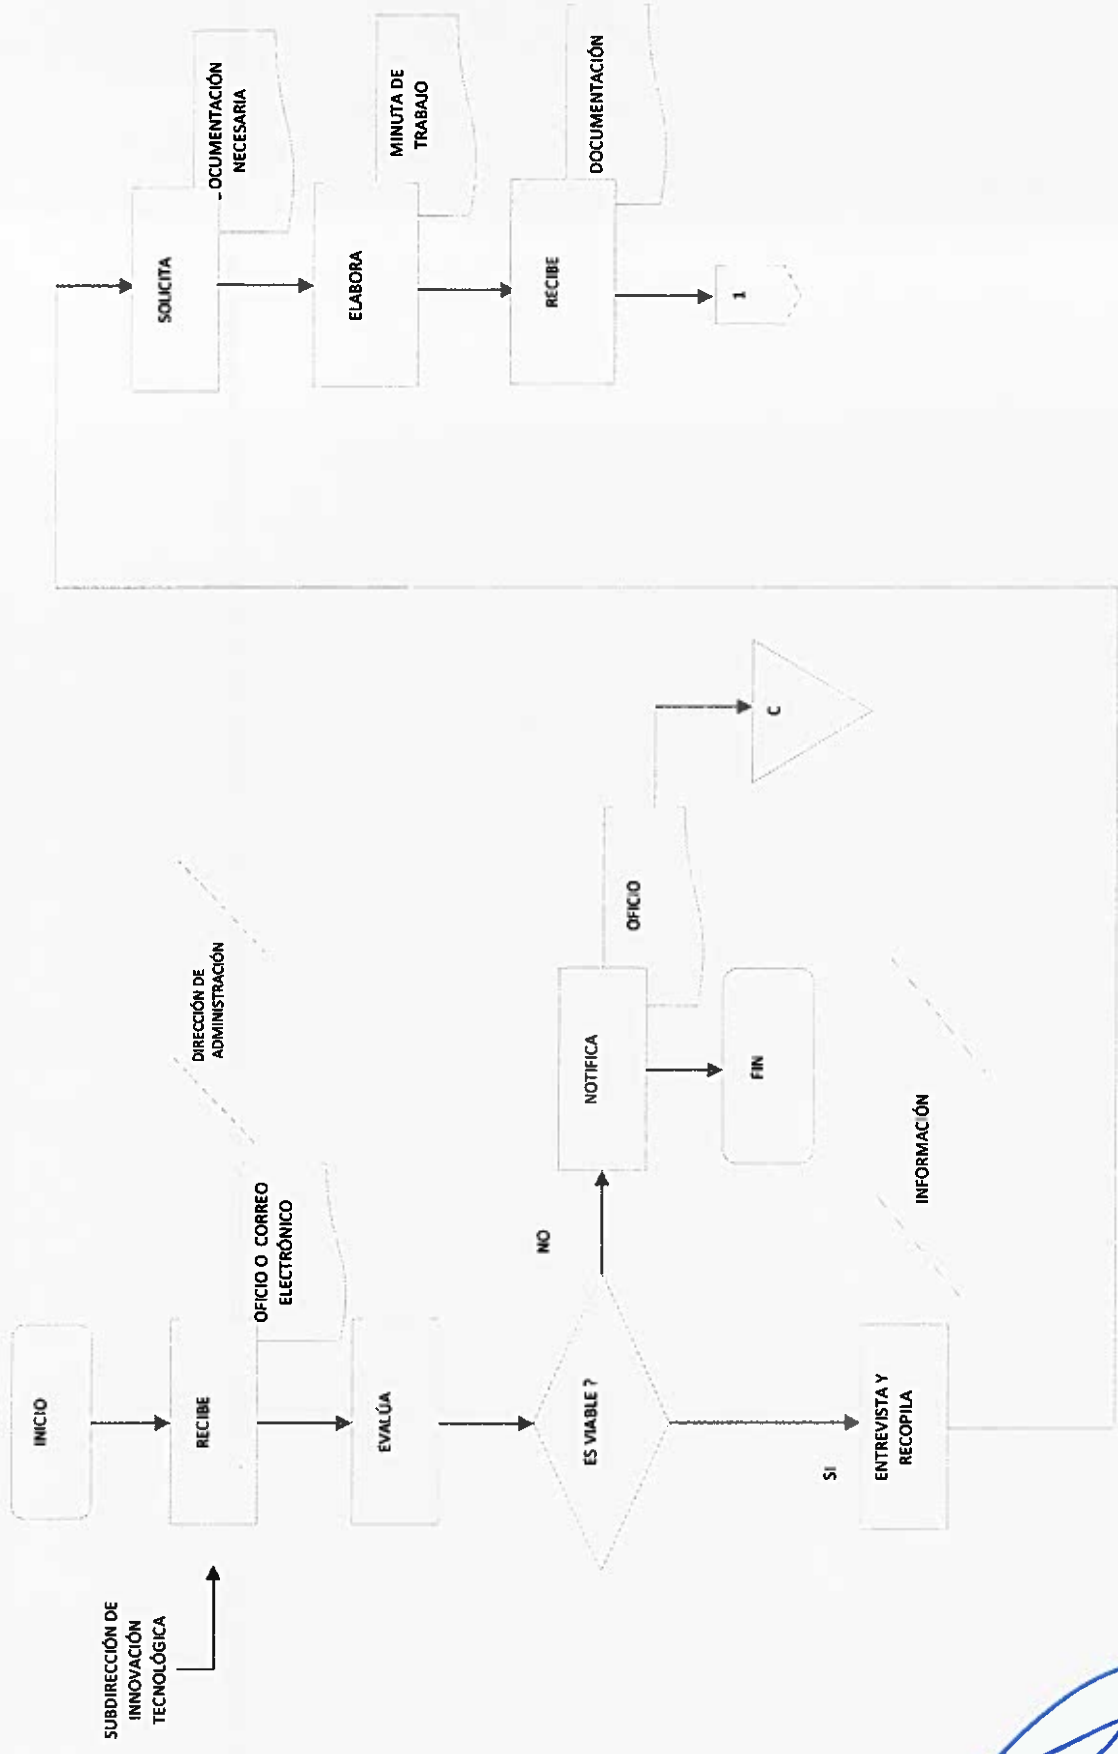 SUBDIRECCIÓN DE
INNOVACIÓN
TECNOLÓGICA
INICIO
RECIBE
OFICIO O CORREO
ELECTRÓNICO
DIRECCIÓN DE
ADMINISTRACIÓN
EVALÚA
ES VIABLE ?
NO
NOTIFICA
OFICIO
C
FIN
SI
ENTREVISTA Y
RECOPILA
INFORMACIÓN
SOLICITA
DOCUMENTACIÓN
NECESARIA
ELABORA
MINUTA DE
TRABAJO
RECIBE
DOCUMENTACIÓN
1